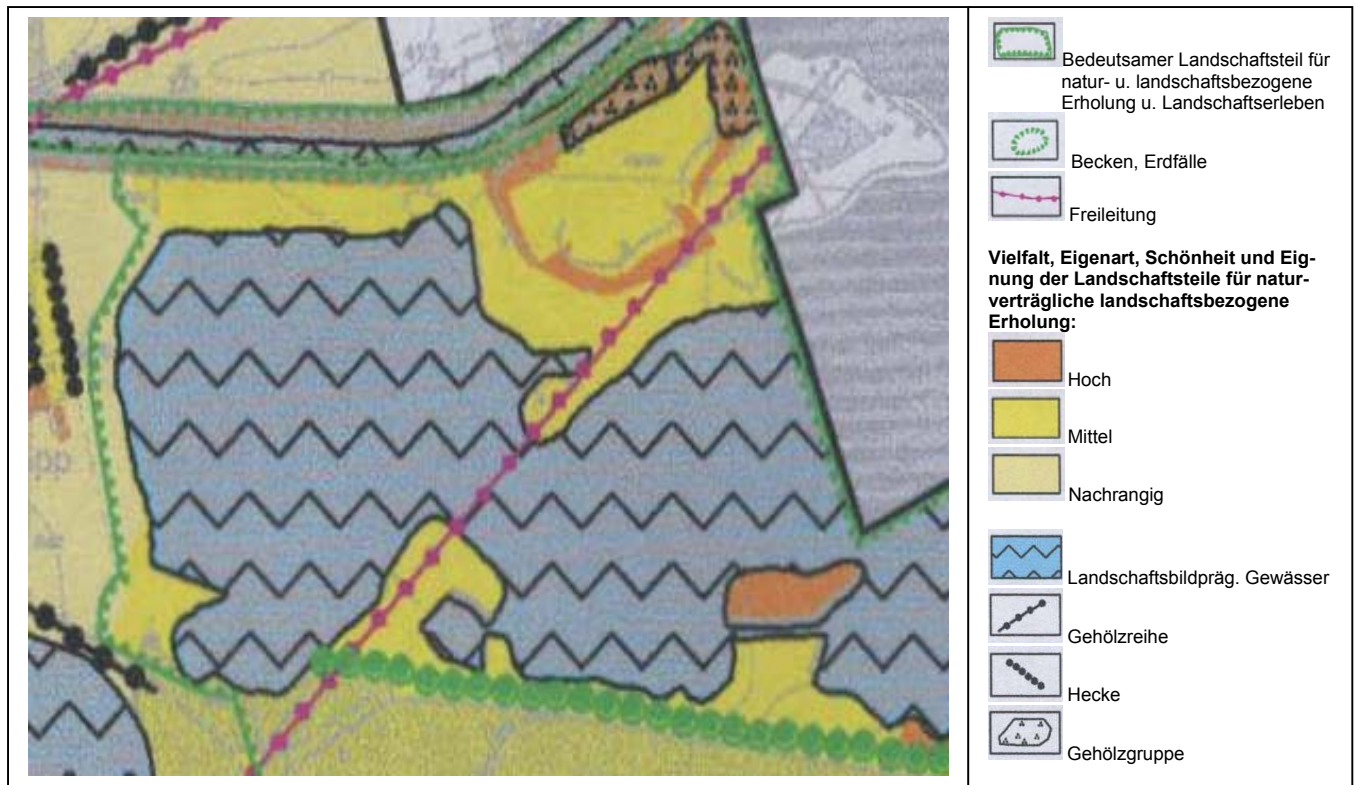 Bedeutsamer Landschaftsteil für
natur- u. landschaftsbezogene
Erholung u. Landschaftserleben
Becken, Erdfälle
Freileitung
Vielfalt, Eigenart, Schönheit und Eig-
nung der Landschaftsteile für natur-
verträgliche landschaftsbezogene
Erholung:
Hoch
Mittel
Nachrangig
Landschaftsbildpräg. Gewässer
Gehölzreihe
Hecke
Gehölzgruppe